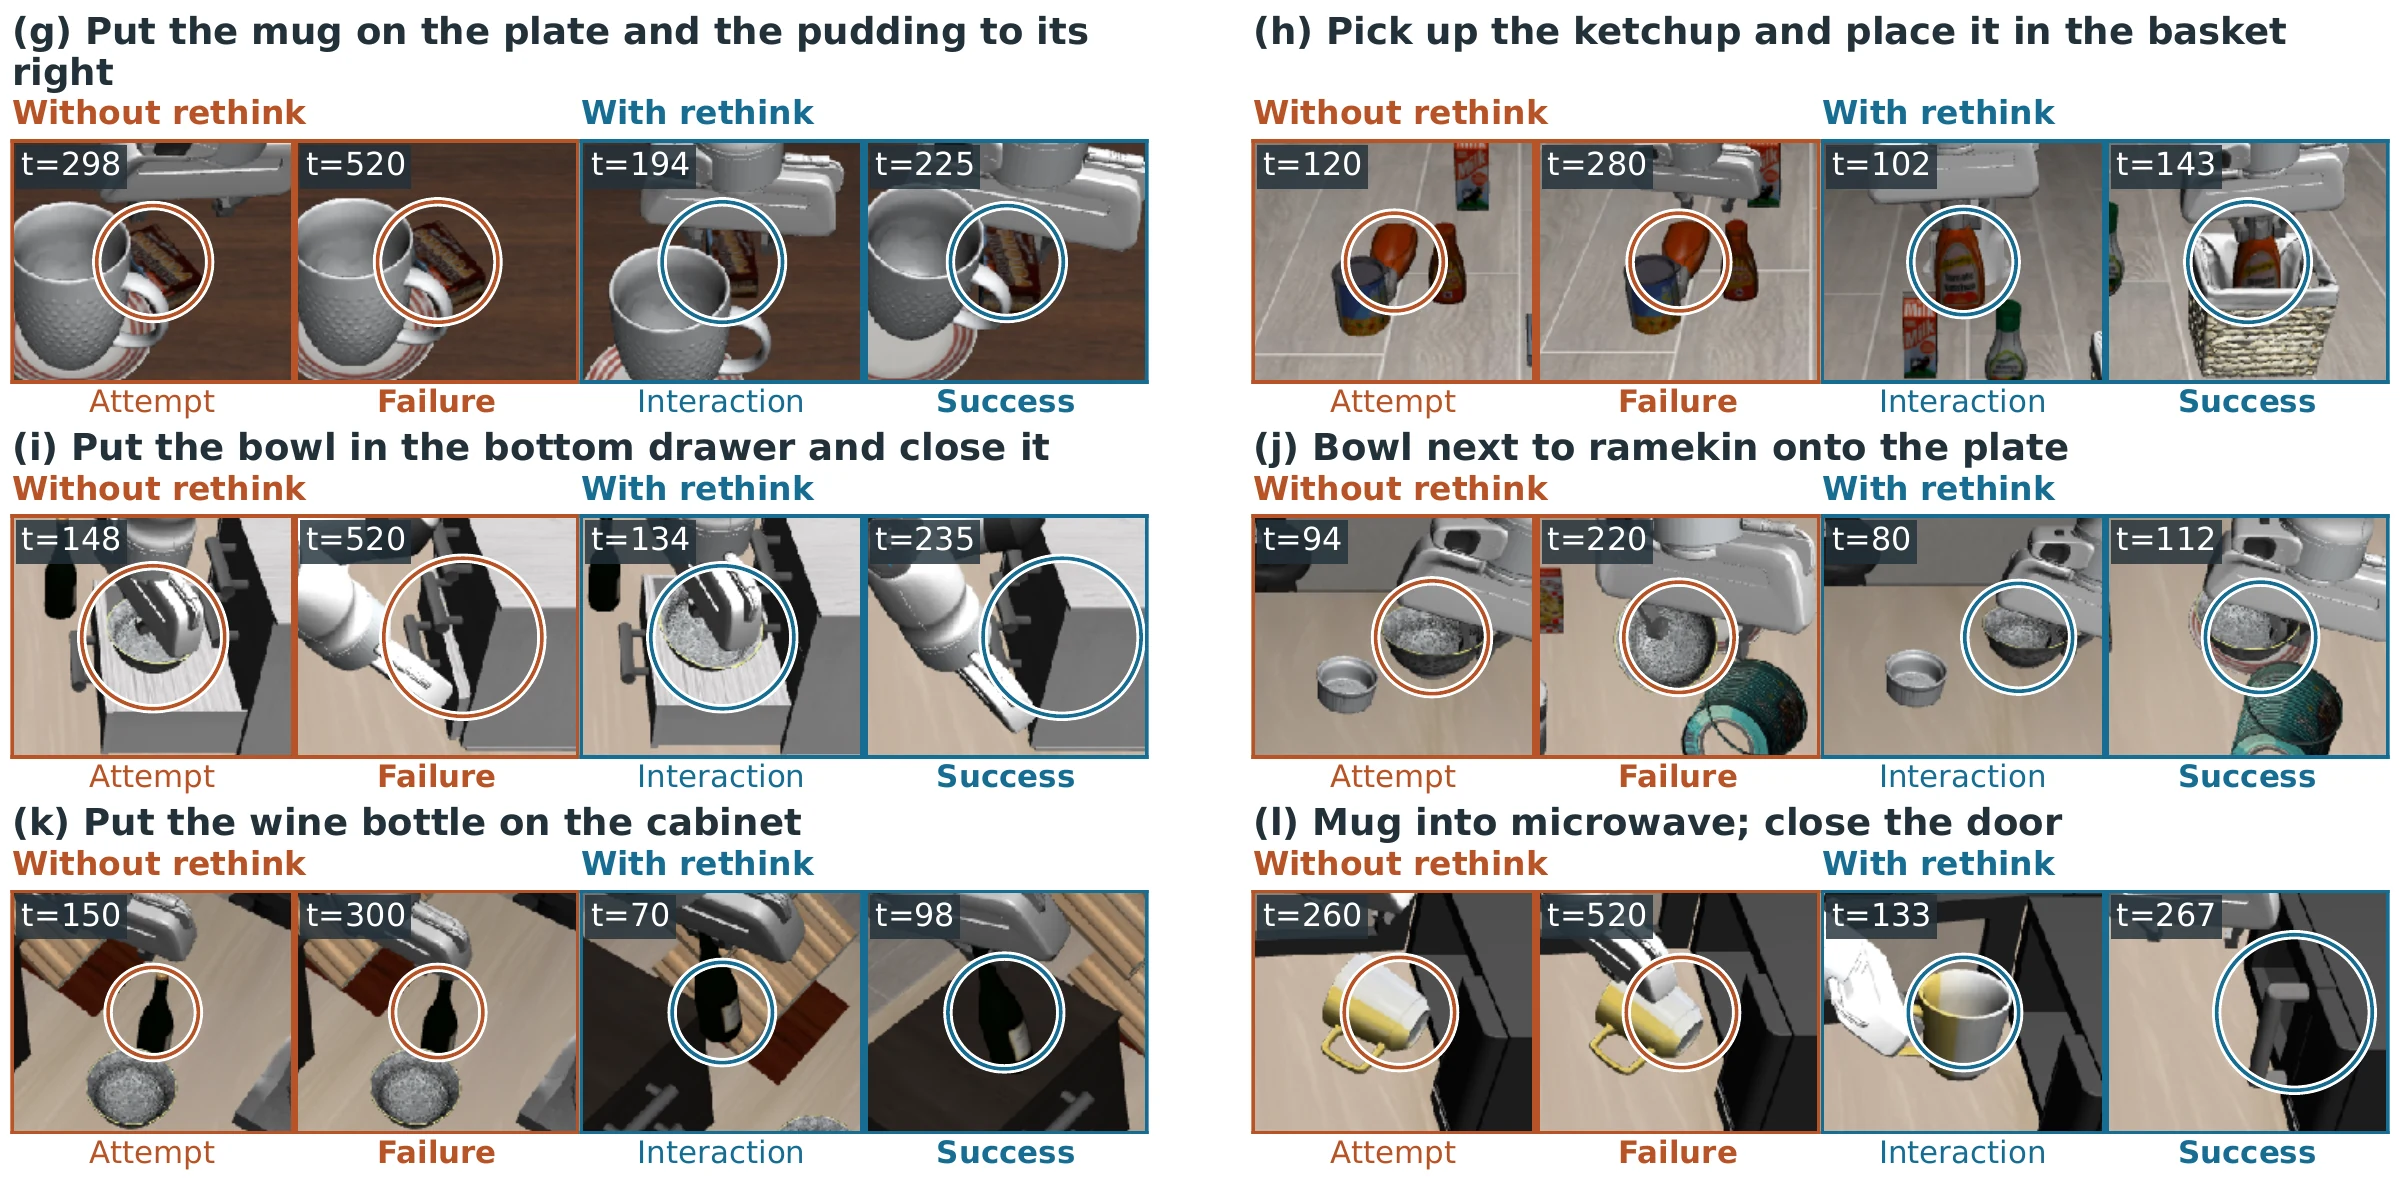 (g) Put the mug on the plate and the pudding to its
right
Without rethink
With rethink
t=298
t=520
t=194
t=225
Attempt
Failure
Interaction
Success
(h) Pick up the ketchup and place it in the basket
Without rethink
With rethink
t=120
t=280
t=102
t=143
Milk
Milk
Attempt
Failure
Interaction
Success
(i) Put the bowl in the bottom drawer and close it
Without rethink
With rethink
t=148
t=520
t=134
t=235
Attempt
Failure
Interaction
Success
(j) Bowl next to ramekin onto the plate
Without rethink
With rethink
t=94
t=220
t=80
t=112
Attempt
Failure
Interaction
Success
(k) Put the wine bottle on the cabinet
Without rethink
With rethink
t=150
t=300
t=70
t=98
Attempt
Failure
Interaction
Success
(l) Mug into microwave; close the door
Without rethink
With rethink
t=260
t=520
t=133
t=267
Attempt
Failure
Interaction
Success